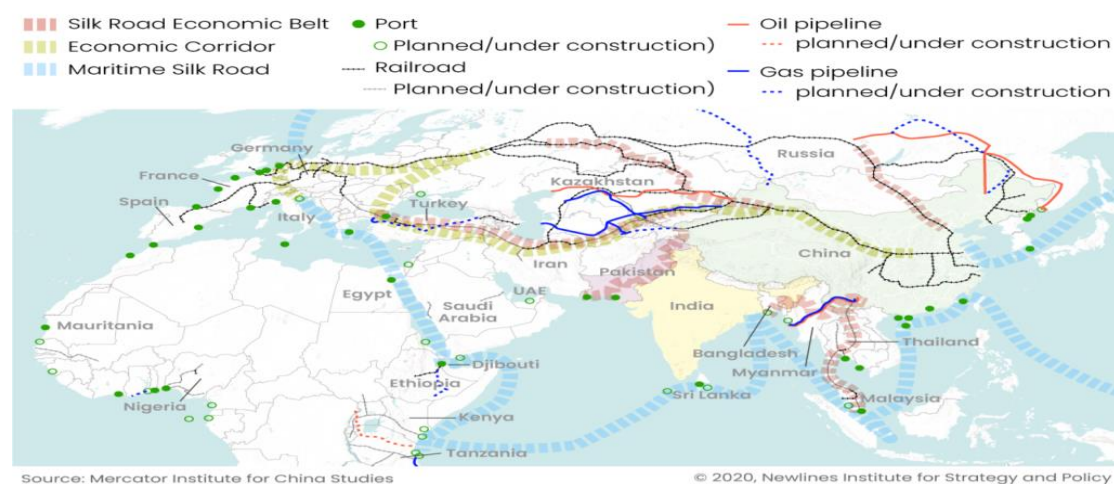 Silk Road Economic Belt
Economic Corridor
Maritime Silk Road
Port
Planned/under construction)
Railroad
Planned/under construction)
Oil pipeline
planned/under construction
Gas pipeline
planned/under construction
Germany
France
Spain
Italy
Turkey
Kazakhstan
Russia
China
Iran
Pakistan
Egypt
Saudi
Arabia
UAE
India
Mauritania
Bangladesh
Thailand
Myanmar
Djibouti
Ethiopia
Nigeria
Kenya
Sri Lanka
Malaysia
Tanzania
Source: Mercator Institute for China Studies
© 2020, Newlines Institute for Strategy and Policy